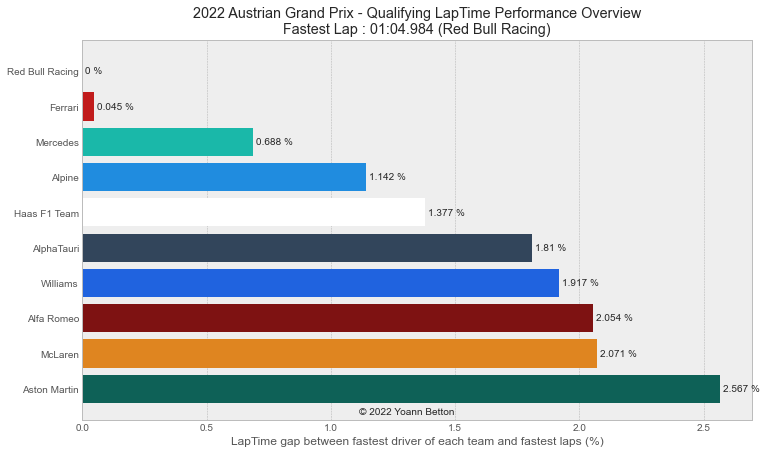 2022 Austrian Grand Prix - Qualifying LapTime Performance Overview
Fastest Lap : 01:04.984 (Red Bull Racing)
Red Bull Racing 0 %
Ferrari 0.045 %
Mercedes 0.688 %
Alpine 1.142 %
Haas F1 Team 1.377 %
AlphaTauri 1.81 %
Williams 1.917 %
Alfa Romeo 2.054 %
McLaren 2.071 %
Aston Martin 2.567 %
© 2022 Yoann Betton
0.0 0.5 1.0 1.5 2.0 2.5
LapTime gap between fastest driver of each team and fastest laps (%)